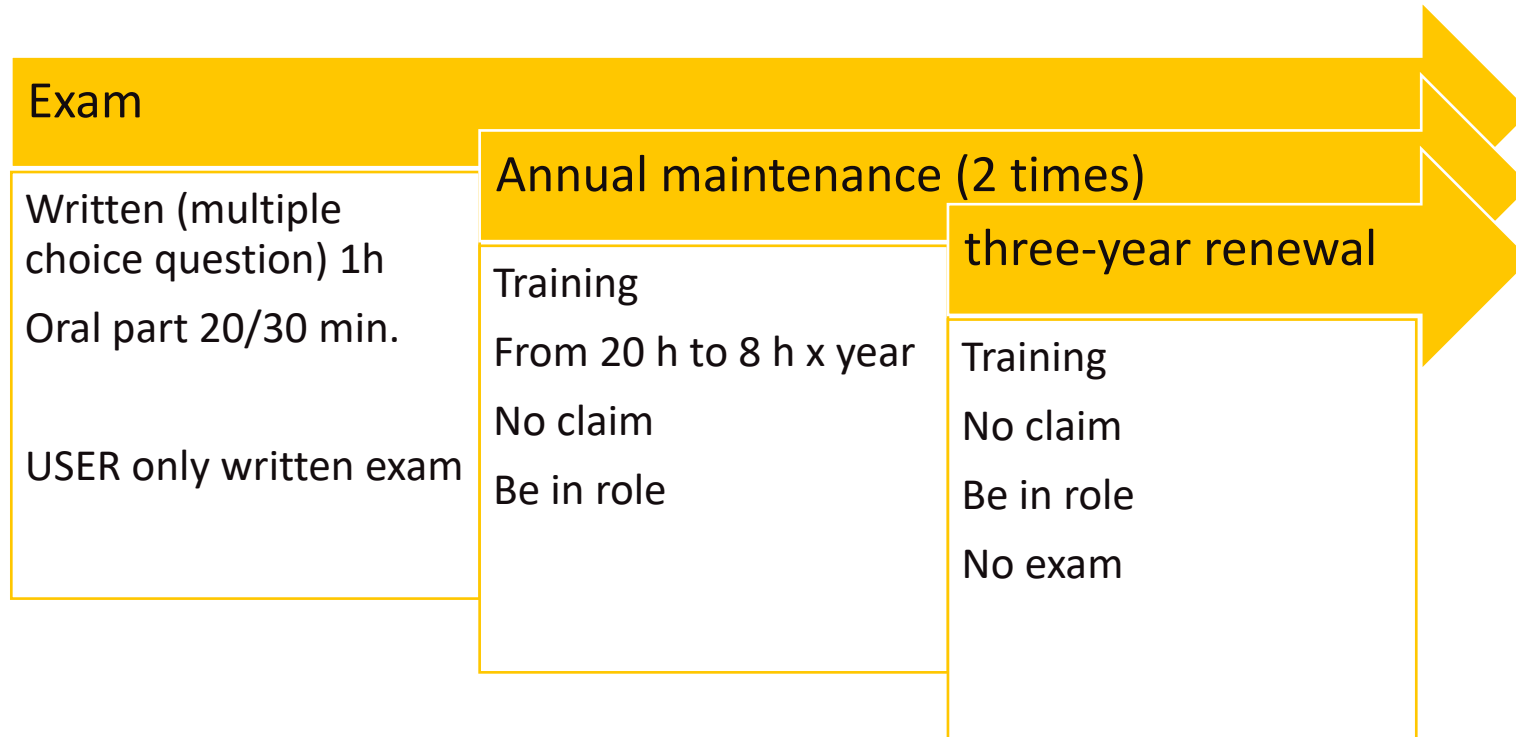 Exam
Written (multiple
choice question) 1h
Oral part 20/30 min.
USER only written exam
Annual maintenance (2 times)
Training
From 20 h to 8 h x year
No claim
Be in role
three-year renewal
Training
No claim
Be in role
No exam